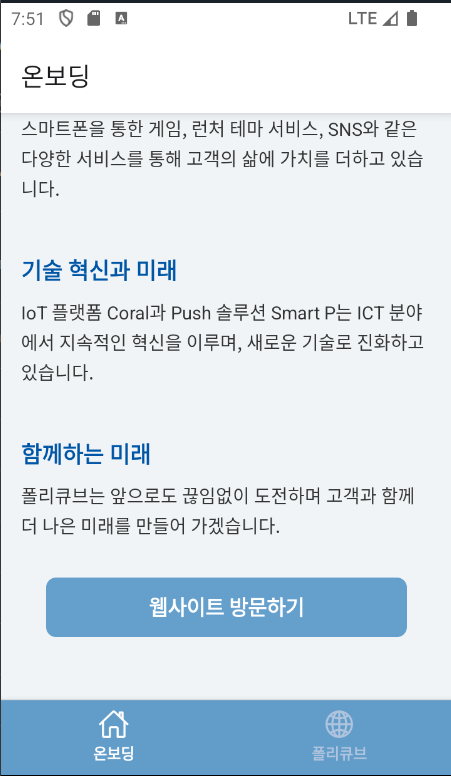 7:51
LTE
온보딩
스마트폰을 통한 게임, 런처 테마 서비스, SNS와 같은
다양한 서비스를 통해 고객의 삶에 가치를 더하고 있습
니다.
기술 혁신과 미래
IoT 플랫폼 Coral과 Push 솔루션 Smart P는 ICT 분야
에서 지속적인 혁신을 이루며, 새로운 기술로 진화하고
있습니다.
함께하는 미래
폴리큐브는 앞으로도 끊임없이 도전하며 고객과 함께
더 나은 미래를 만들어 가겠습니다.
웹사이트 방문하기
온보딩
폴리큐브